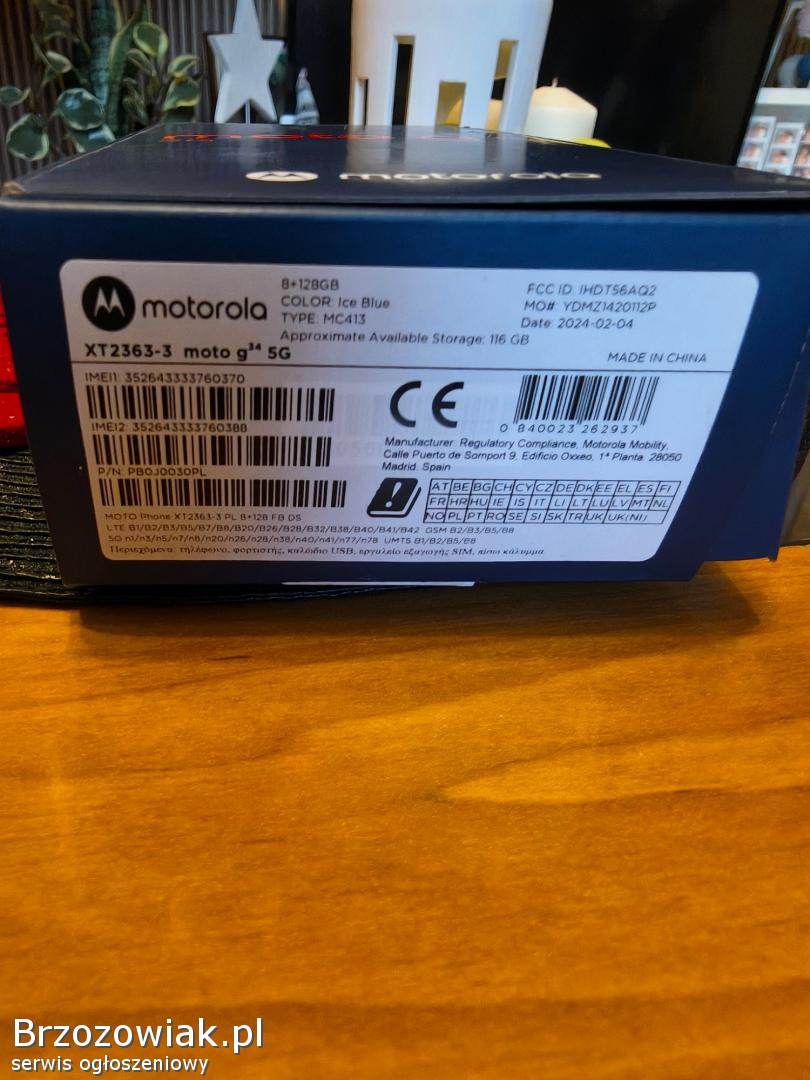 motorola
motorola
8+128GB
COLOR: Ice Blue
TYPE: MC413
Approximate Available Storage: 116 GB
FCC ID: IHDT56AQ2
MO#: YDMZ1420112P
Date: 2024-02-04
XT2363-3 moto g³⁴ 5G
MADE IN CHINA
IMEI1: 352643333760370
IMEI2: 352643333760388
P/N: PB0J0030PL
CE
0 840023 262937
Manufacturer: Regulatory Compliance, Motorola Mobility,
Calle Puerto de Somport 9, Edificio Oxxeo, 1ª Planta. 28050
Madrid. Spain
AT BE BG CH CY CZ DE DK EE EL ES FI
FR HR HU IE IS IT LI LT LU LV MT NL
NO PL PT RO SE SI SK TR UK UK(NI)
MOTO Phone XT2363-3 PL 8+128 FB DS
LTE B1/B2/B3/B5/B7/B8/B20/B26/B28/B32/B38/B40/B41/B42 GSM B2/B3/B5/B8
5G n1/n3/n5/n7/n8/n20/n26/n28/n38/n40/n41/n77/n78 UMTS B1/B2/B5/B8
Περιεχόμενα: τηλέφωνο, φορτιστής, καλώδιο USB, εργαλείο εξαγωγής SIM, πίσω κάλυμμα
Brzozowiak.pl
serwis ogłoszeniowy